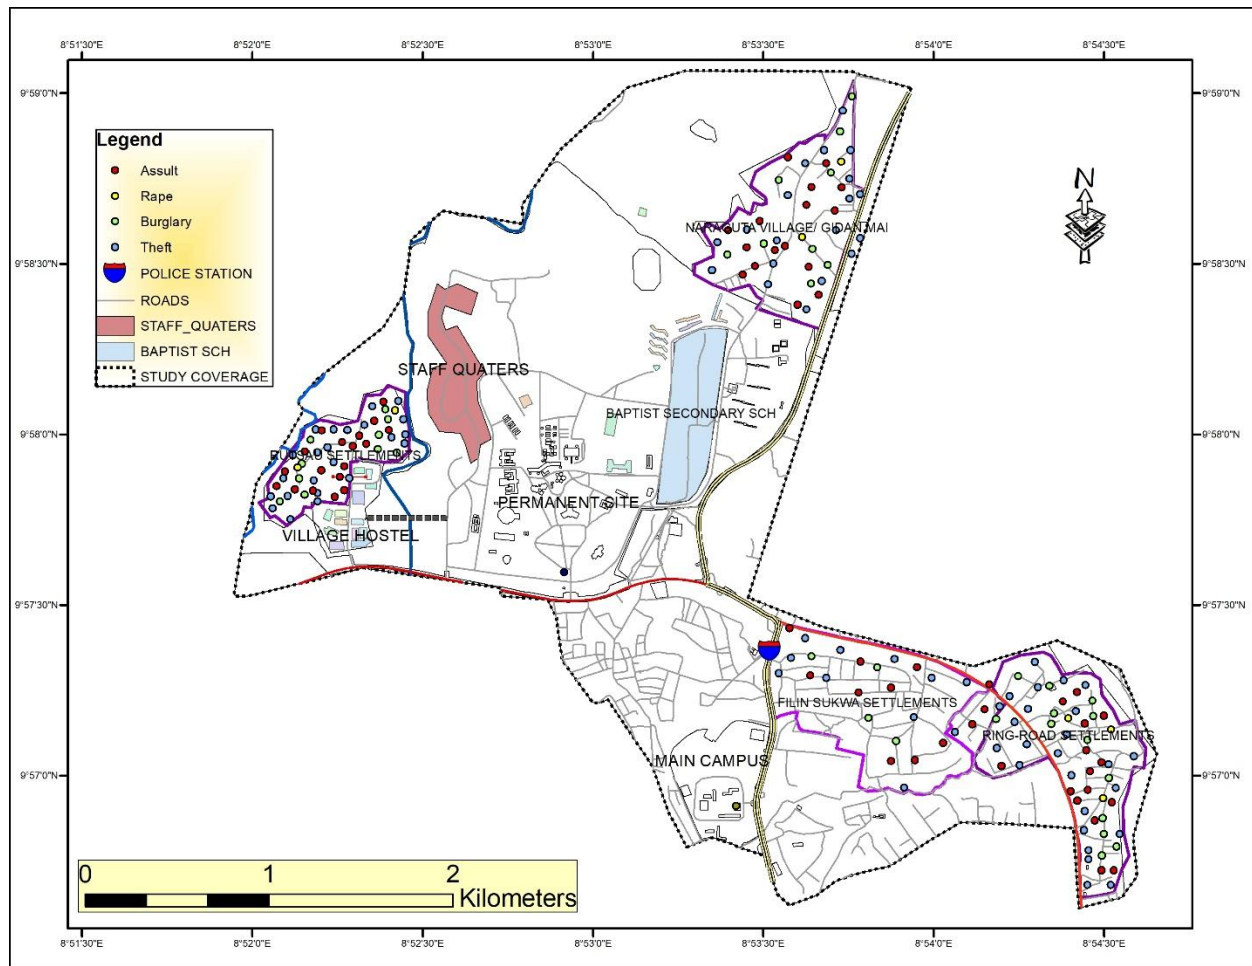 8°51'30"E 8°52'0"E 8°52'30"E 8°53'0"E 8°53'30"E 8°54'0"E 8°54'30"E
9°59'0"N 9°59'0"N
Legend
Assult
Rape
Burglary
Theft
POLICE STATION
ROADS
STAFF_QUATERS
BAPTIST SCH
STUDY COVERAGE
N
NARAGUTA VILLAGE/ GIDAN MAI
9°58'30"N 9°58'30"N
STAFF QUATERS
BAPTIST SECONDARY SCH
9°58'0"N 9°58'0"N
SETTLEMENTS
PERMANENT SITE
VILLAGE HOSTEL
9°57'30"N 9°57'30"N
FILIN SUKWA SETTLEMENTS
RING-ROAD SETTLEMENTS
MAIN CAMPUS
9°57'0"N 9°57'0"N
0 1 2
Kilometers
8°51'30"E 8°52'0"E 8°52'30"E 8°53'0"E 8°53'30"E 8°54'0"E 8°54'30"E